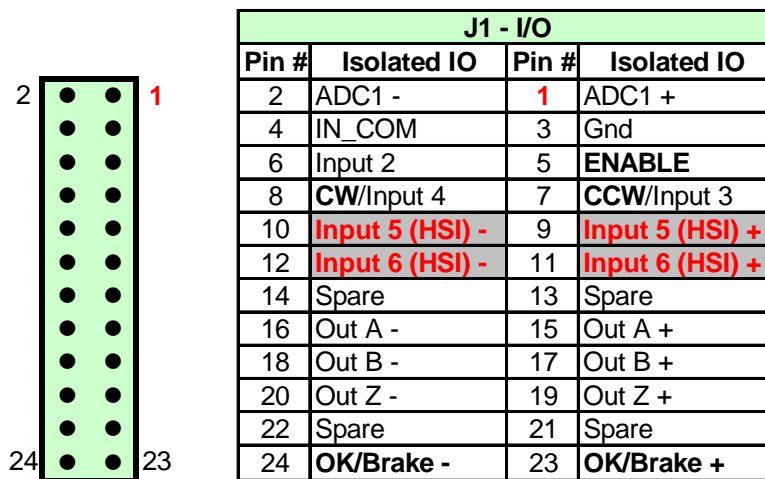 J1 - I/O
Pin # Isolated IO Pin # Isolated IO
2 1 2 ADC1 - 1 ADC1 +
4 IN_COM 3 Gnd
6 Input 2 5 ENABLE
8 CW/Input 4 7 CCW/Input 3
10 Input 5 (HSI) - 9 Input 5 (HSI) +
12 Input 6 (HSI) - 11 Input 6 (HSI) +
14 Spare 13 Spare
16 Out A - 15 Out A +
18 Out B - 17 Out B +
20 Out Z - 19 Out Z +
22 Spare 21 Spare
24 23 24 OK/Brake - 23 OK/Brake +